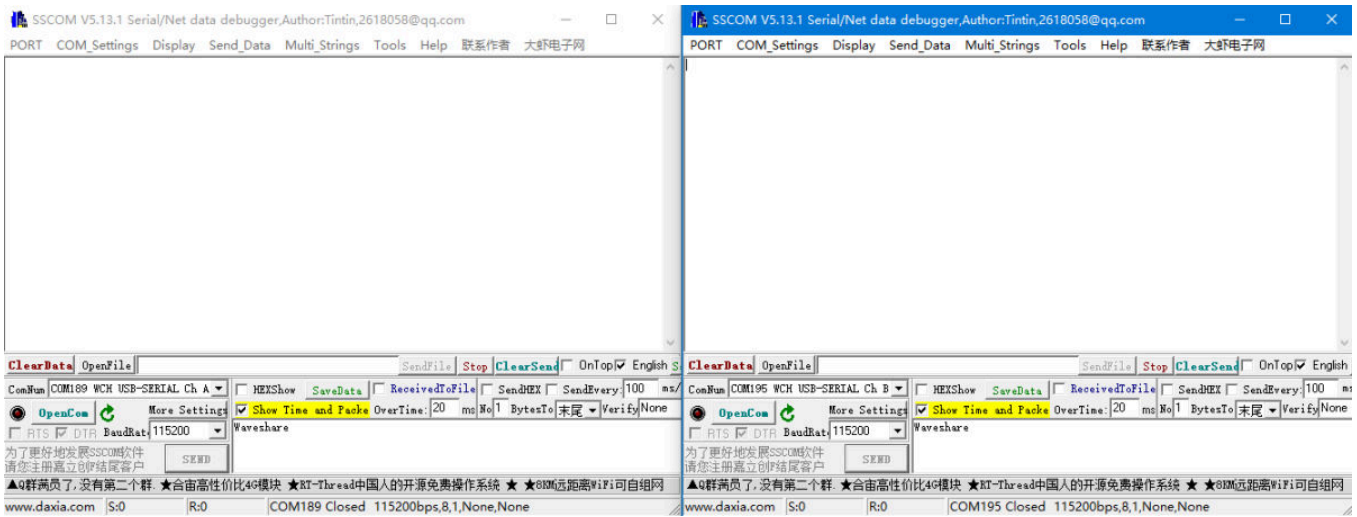 SSCOM V5.13.1 Serial/Net data debugger,Author:Tintin,2618058@qq.com
PORT COM_Settings Display Send_Data Multi_Strings Tools Help 联系作者 大虾电子网
ClearData OpenFile SendFile Stop ClearSend OnTop English S
ComNum COM189 WCH USB-SERIAL Ch A HEXShow SaveData ReceivedToFile SendHEX SendEvery: 100 ms/
OpenCom More Settings Show Time and Packe OverTime: 20 ms No 1 BytesTo 末尾 Verify None
RTS DTR BaudRat: 115200 Waveshare
为了更好地发展SSCOM软件
请您注册嘉立创F结尾客户 SEND
▲Q群满员了,没有第二个群. ★合宙高性价比4G模块 ★RT-Thread中国人的开源免费操作系统 ★ ★8KM远距离WiFi可自组网
www.daxia.com S:0 R:0 COM189 Closed 115200bps,8,1,None,None
SSCOM V5.13.1 Serial/Net data debugger,Author:Tintin,2618058@qq.com
PORT COM_Settings Display Send_Data Multi_Strings Tools Help 联系作者 大虾电子网
ClearData OpenFile SendFile Stop ClearSend OnTop English
ComNum COM195 WCH USB-SERIAL Ch B HEXShow SaveData ReceivedToFile SendHEX SendEvery: 100 ms
OpenCom More Settings Show Time and Packe OverTime: 20 ms No 1 BytesTo 末尾 Verify None
RTS DTR BaudRat: 115200 Waveshare
为了更好地发展SSCOM软件
请您注册嘉立创F结尾客户 SEND
▲Q群满员了,没有第二个群. ★合宙高性价比4G模块 ★RT-Thread中国人的开源免费操作系统 ★ ★8KM远距离WiFi可自组网
www.daxia.com S:0 R:0 COM195 Closed 115200bps,8,1,None,None